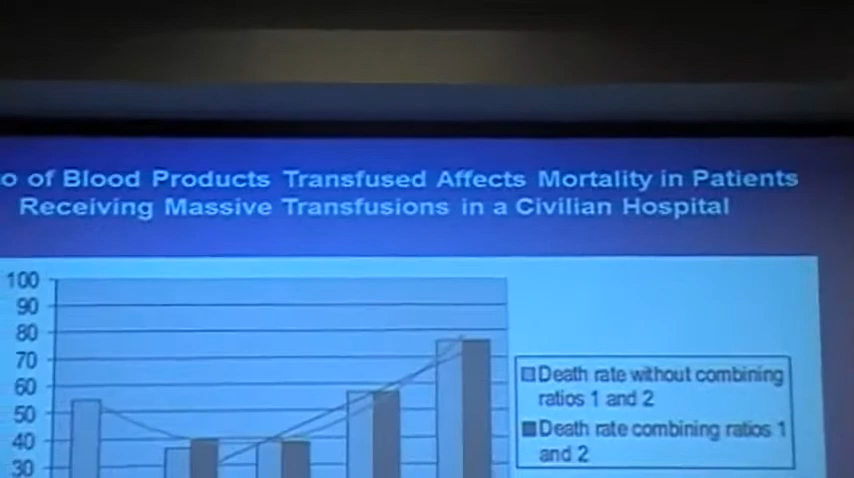 o of Blood Products Transfused Affects Mortality in Patients
Receiving Massive Transfusions in a Civilian Hospital
100
90
80
70
60
50
40
30
Death rate without combining
ratios 1 and 2
Death rate combining ratios 1
and 2